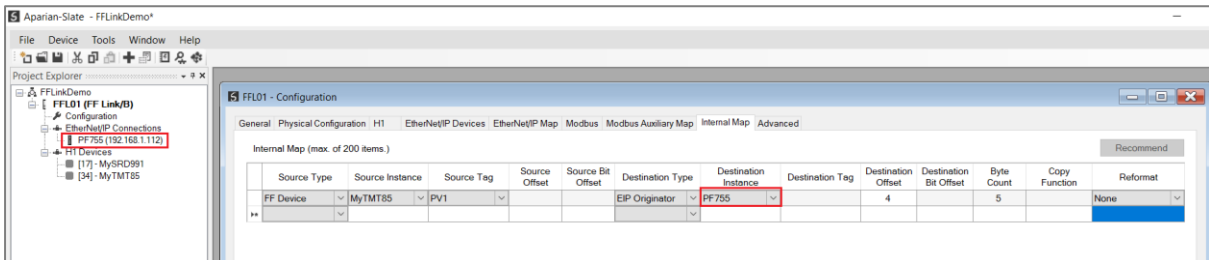 Aparian-Slate - FFLinkDemo*
File Device Tools Window Help
Project Explorer
FFLinkDemo
FFL01 (FF Link/B)
Configuration
EtherNet/IP Connections
PF755 (192.168.1.112)
H1 Devices
[17] - MySRD991
[34] - MyTMT85
FFL01 - Configuration
General Physical Configuration H1 EtherNet/IP Devices EtherNet/IP Map Modbus Modbus Auxiliary Map Internal Map Advanced
Internal Map (max. of 200 items.)
Recommend
Source Type Source Instance Source Tag Source Offset Source Bit Offset Destination Type Destination Instance Destination Tag Destination Offset Destination Bit Offset Byte Count Copy Function Reformat
FF Device MyTMT85 PV1 EIP Originator PF755 4 5 None